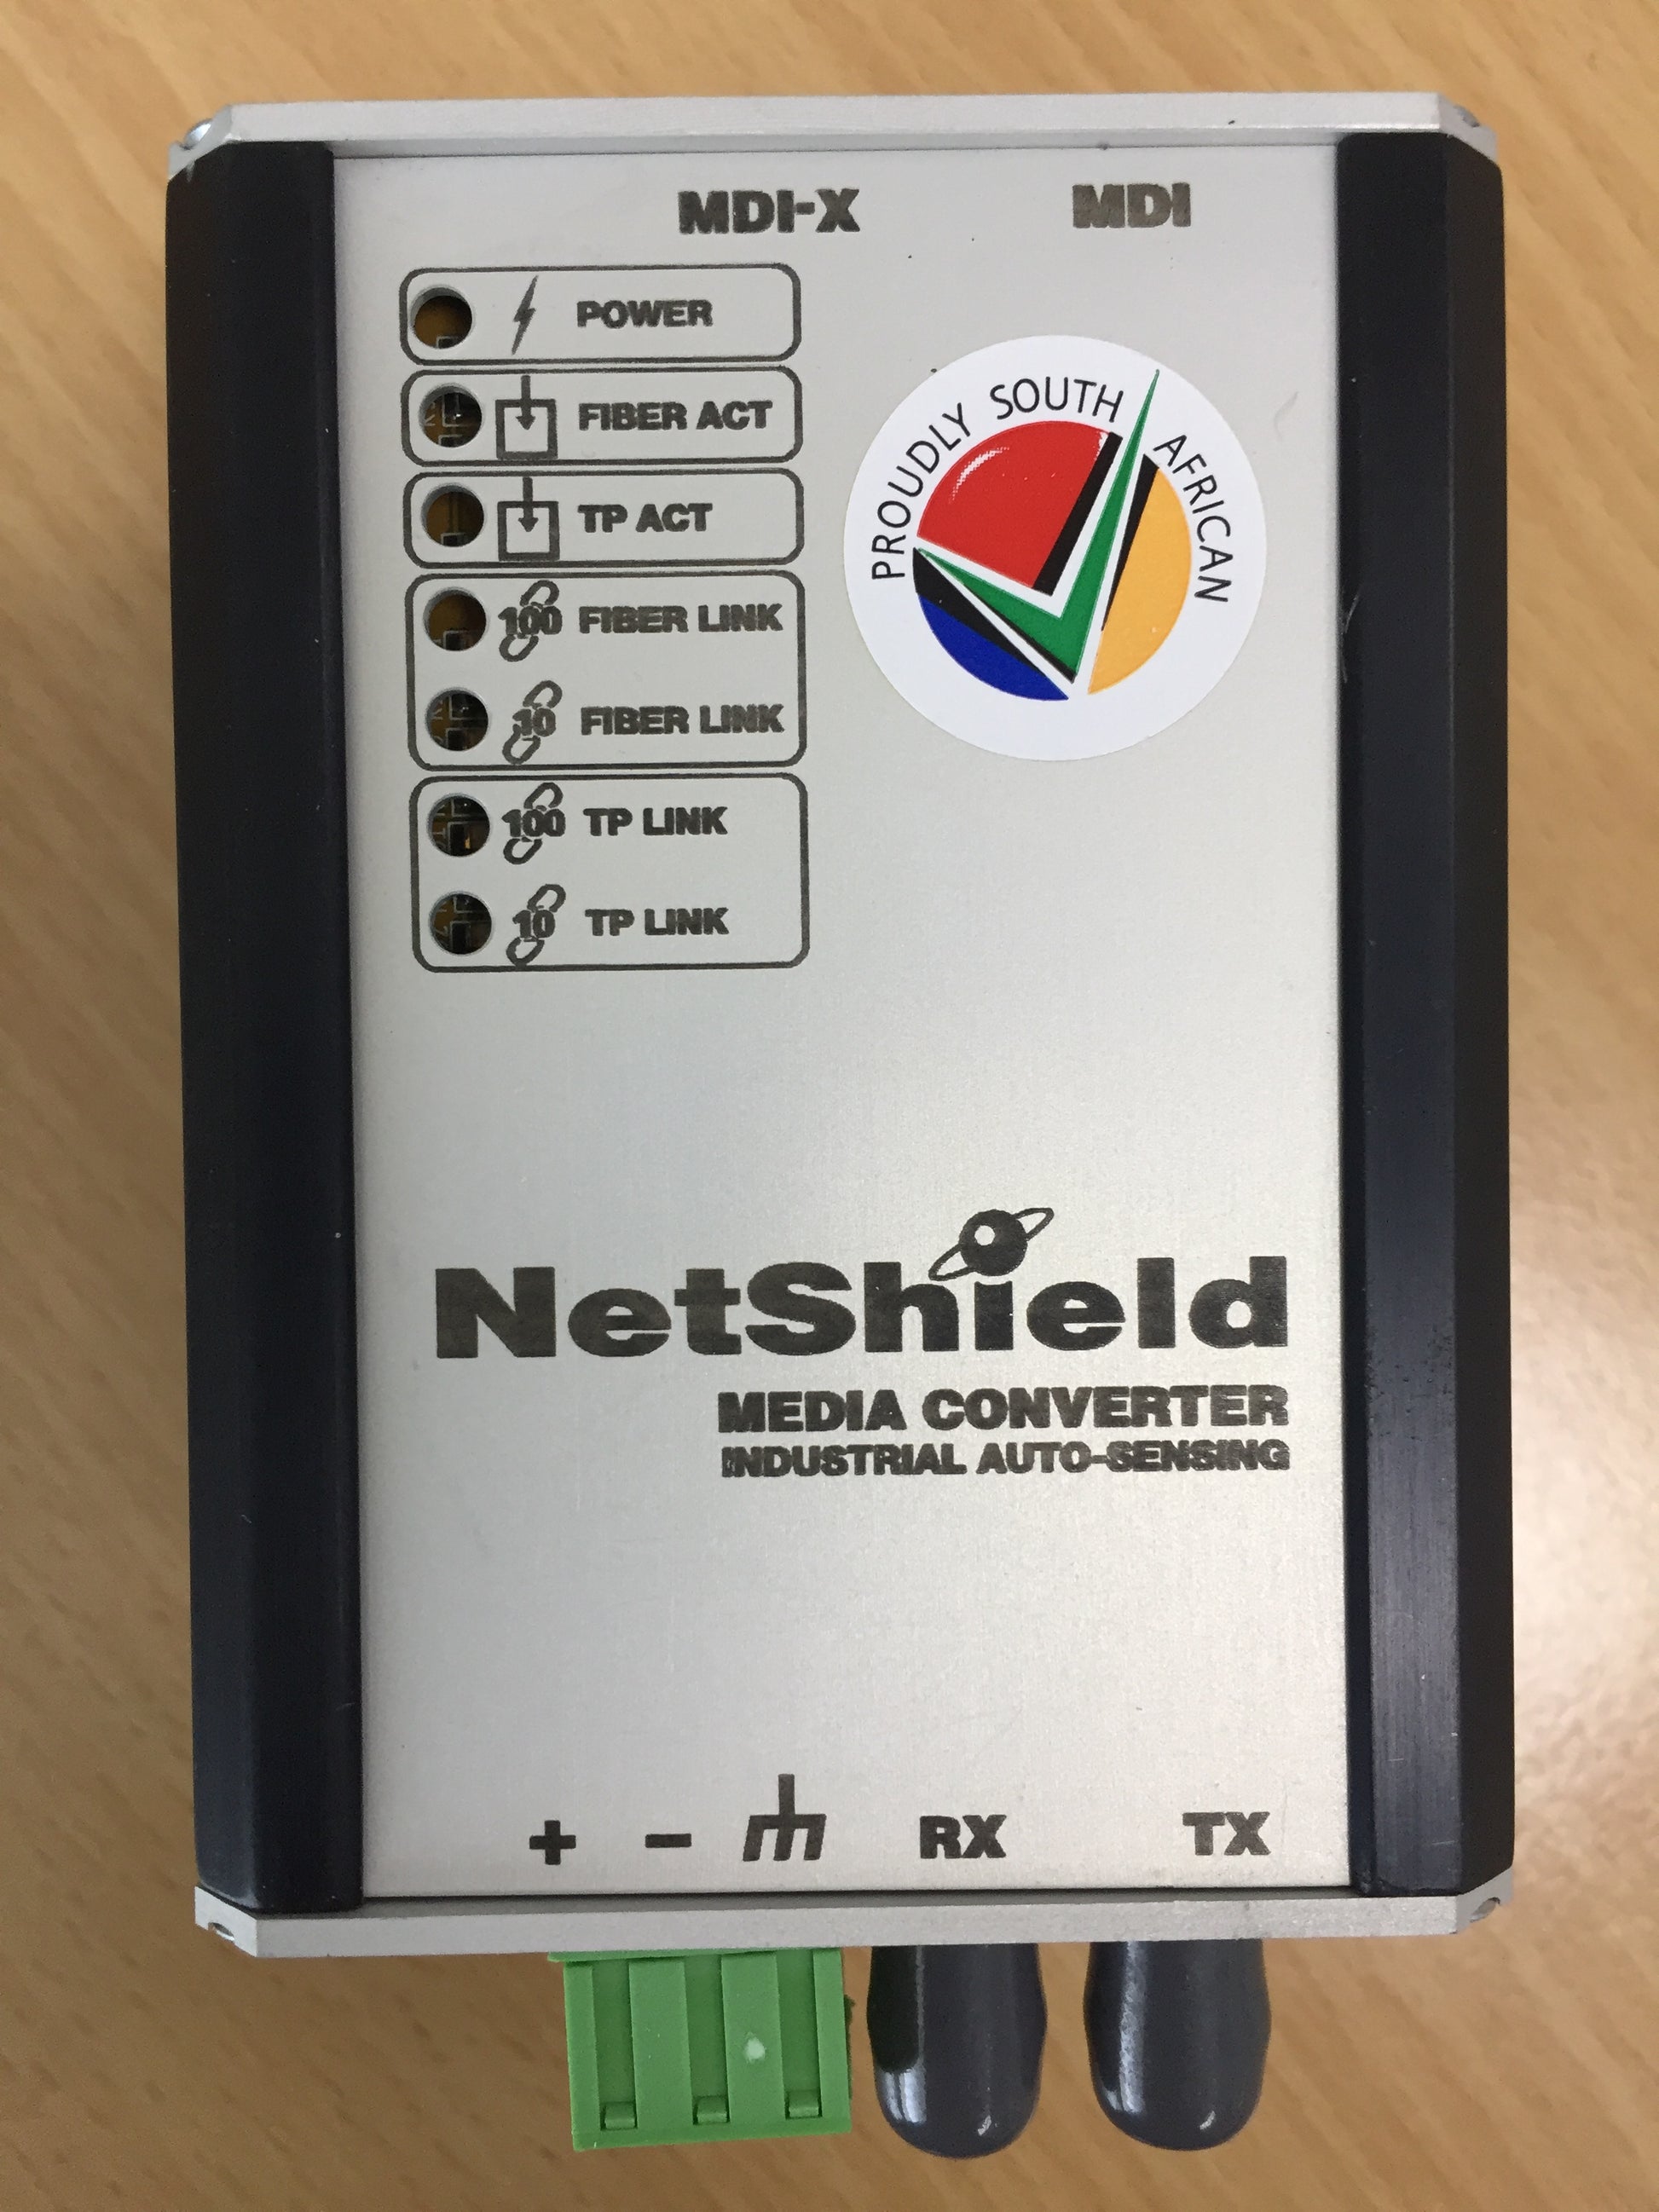 MDI-X MDI
POWER
FIBER ACT
TP ACT
100 FIBER LINK
10 FIBER LINK
100 TP LINK
10 TP LINK
PROUDLY SOUTH AFRICAN
NetShield
MEDIA CONVERTER
INDUSTRIAL AUTO-SENSING
+ − RX TX